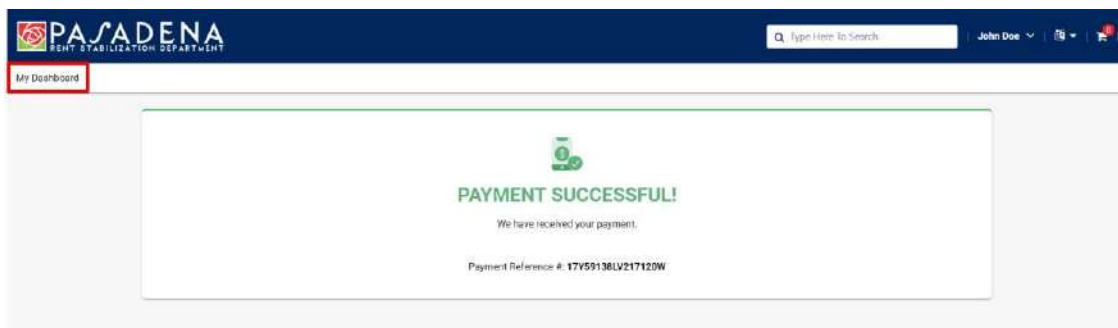 PASADENA
RENT STABILIZATION DEPARTMENT
Type Here To Search
John Doe
0
My Dashboard
PAYMENT SUCCESSFUL!
We have received your payment.
Payment Reference #: 17Y59138LV217120W